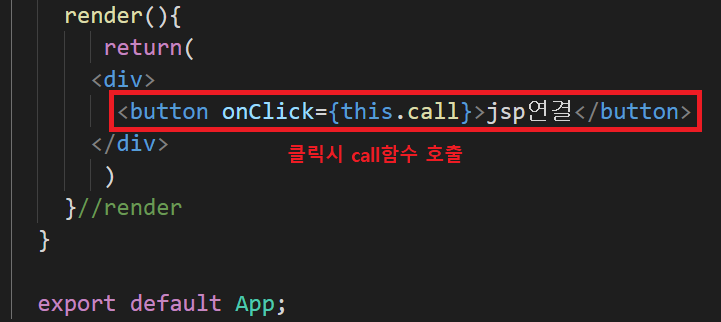 render(){
return(
<div>
<button onClick={this.call}>jsp연결</button>
</div>
클릭시 call함수 호출
)
}//render
}
export default App;